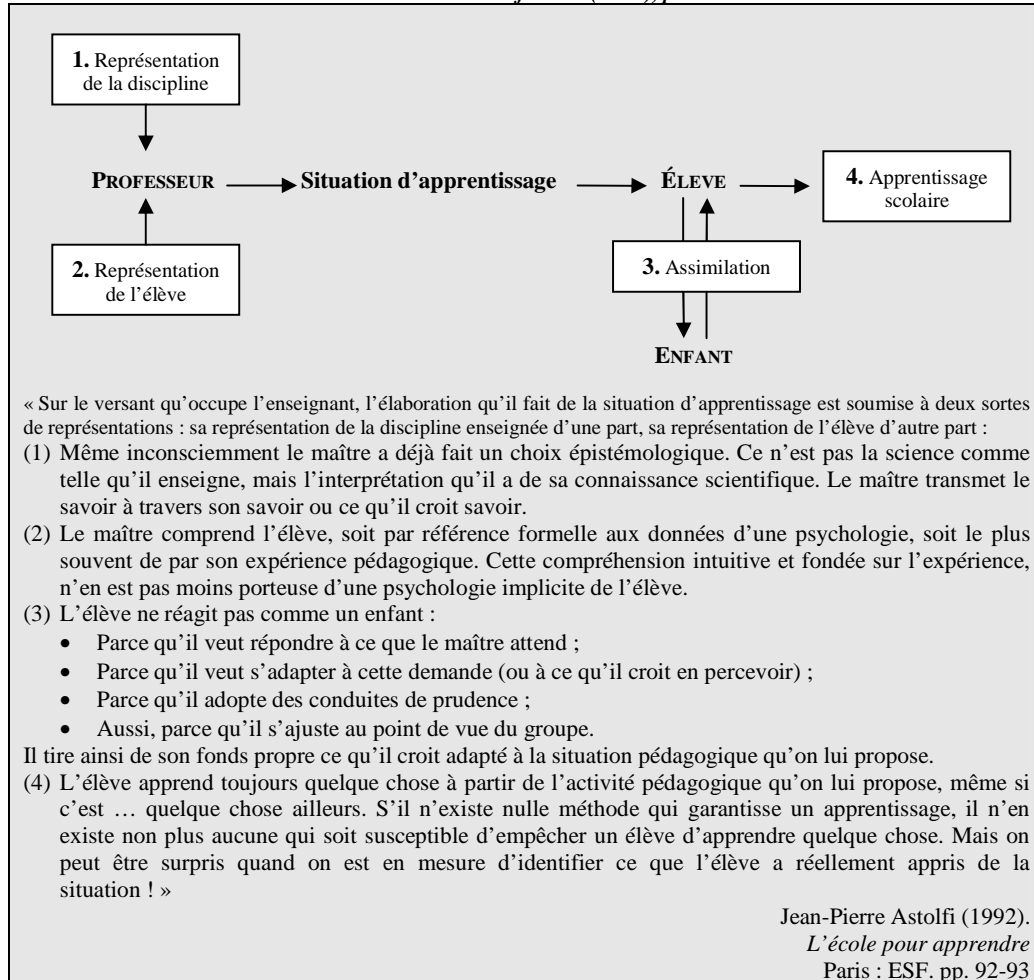 1. Représentation
de la discipline
PROFESSEUR
Situation d’apprentissage
ÉLEVE
4. Apprentissage
scolaire
2. Représentation
de l’élève
3. Assimilation
ENFANT
« Sur le versant qu’occupe l’enseignant, l’élaboration qu’il fait de la situation d’apprentissage est soumise à deux sortes
de représentations : sa représentation de la discipline enseignée d’une part, sa représentation de l’élève d’autre part :
(1) Même inconsciemment le maître a déjà fait un choix épistémologique. Ce n’est pas la science comme
telle qu’il enseigne, mais l’interprétation qu’il a de sa connaissance scientifique. Le maître transmet le
savoir à travers son savoir ou ce qu’il croit savoir.
(2) Le maître comprend l’élève, soit par référence formelle aux données d’une psychologie, soit le plus
souvent de par son expérience pédagogique. Cette compréhension intuitive et fondée sur l’expérience,
n’en est pas moins porteuse d’une psychologie implicite de l’élève.
(3) L’élève ne réagit pas comme un enfant :
• Parce qu’il veut répondre à ce que le maître attend ;
• Parce qu’il veut s’adapter à cette demande (ou à ce qu’il croit en percevoir) ;
• Parce qu’il adopte des conduites de prudence ;
• Aussi, parce qu’il s’ajuste au point de vue du groupe.
Il tire ainsi de son fonds propre ce qu’il croit adapté à la situation pédagogique qu’on lui propose.
(4) L’élève apprend toujours quelque chose à partir de l’activité pédagogique qu’on lui propose, même si
c’est … quelque chose ailleurs. S’il n’existe nulle méthode qui garantisse un apprentissage, il n’en
existe non plus aucune qui soit susceptible d’empêcher un élève d’apprendre quelque chose. Mais on
peut être surpris quand on est en mesure d’identifier ce que l’élève a réellement appris de la
situation ! »
Jean-Pierre Astolfi (1992).
L’école pour apprendre
Paris : ESF. pp. 92-93